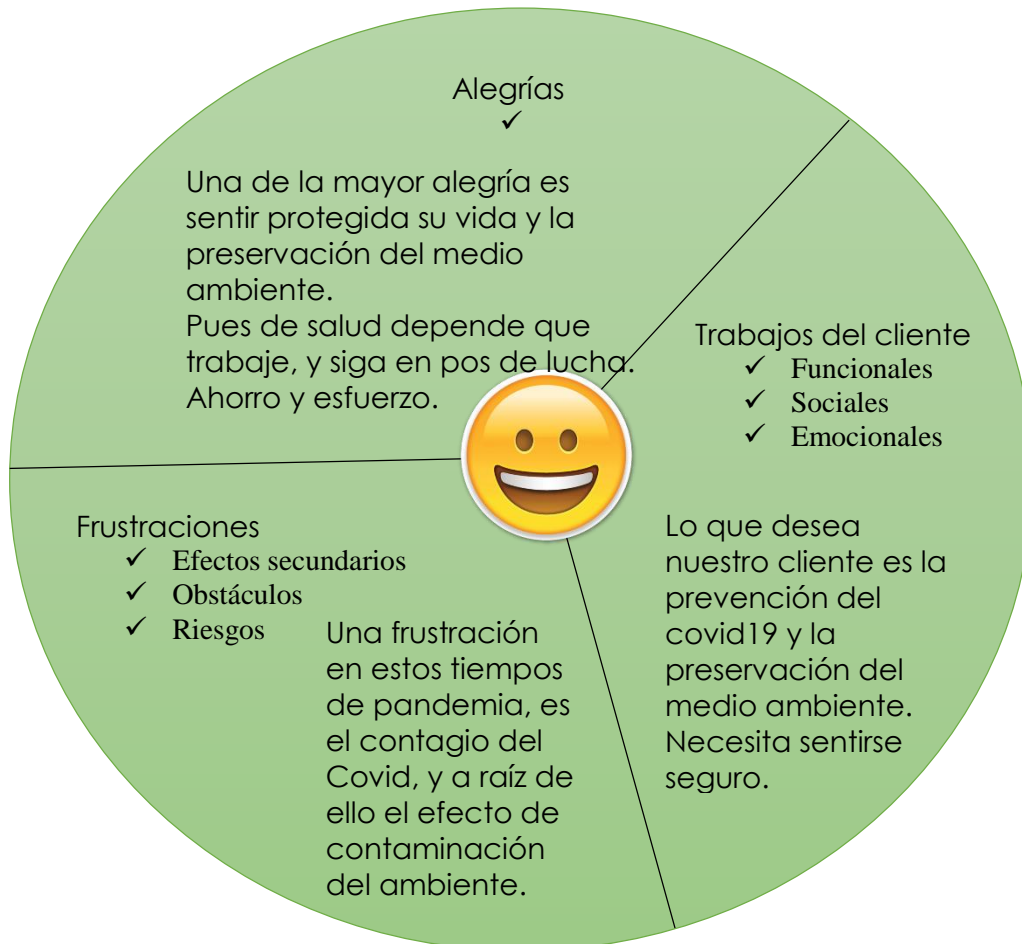 Alegrías
✓
Una de la mayor alegría es
sentir protegida su vida y la
preservación del medio
ambiente.
Pues de salud depende que
trabaje, y siga en pos de lucha.
Ahorro y esfuerzo.
Trabajos del cliente
✓ Funcionales
✓ Sociales
✓ Emocionales
Lo que desea
nuestro cliente es la
prevención del
covid19 y la
preservación del
medio ambiente.
Necesita sentirse
seguro.
Frustraciones
✓ Efectos secundarios
✓ Obstáculos
✓ Riesgos
Una frustración
en estos tiempos
de pandemia, es
el contagio del
Covid, y a raíz de
ello el efecto de
contaminación
del ambiente.